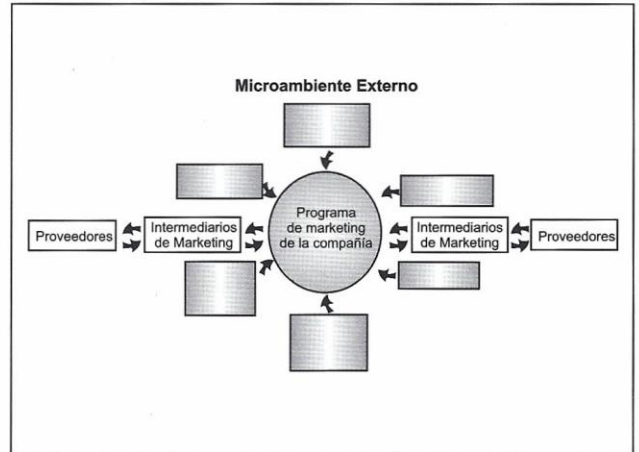 Microambiente Externo
Programa
de marketing
de la compañía
Proveedores
Intermediarios
de Marketing
Intermediarios
de Marketing
Proveedores